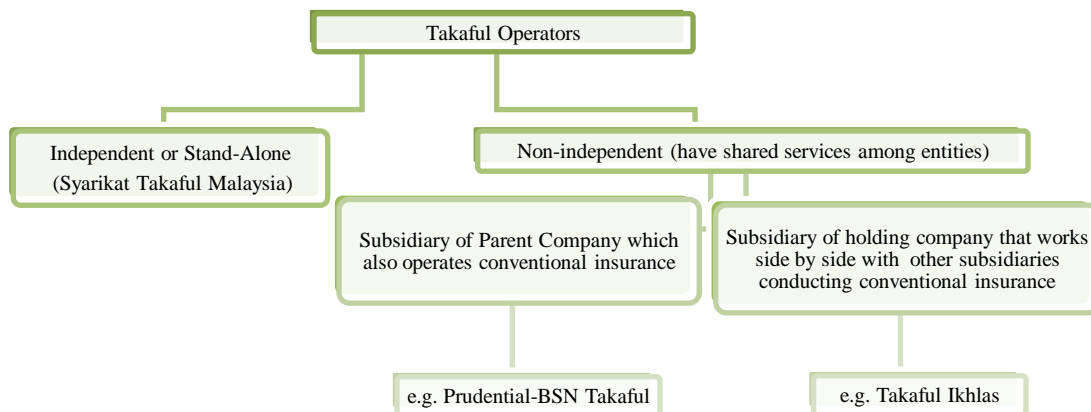 Takaful Operators
Independent or Stand-Alone
(Syarikat Takaful Malaysia)
Non-independent (have shared services among entities)
Subsidiary of Parent Company which
also operates conventional insurance
Subsidiary of holding company that works
side by side with other subsidiaries
conducting conventional insurance
e.g. Prudential-BSN Takaful
e.g. Takaful Ikhlas